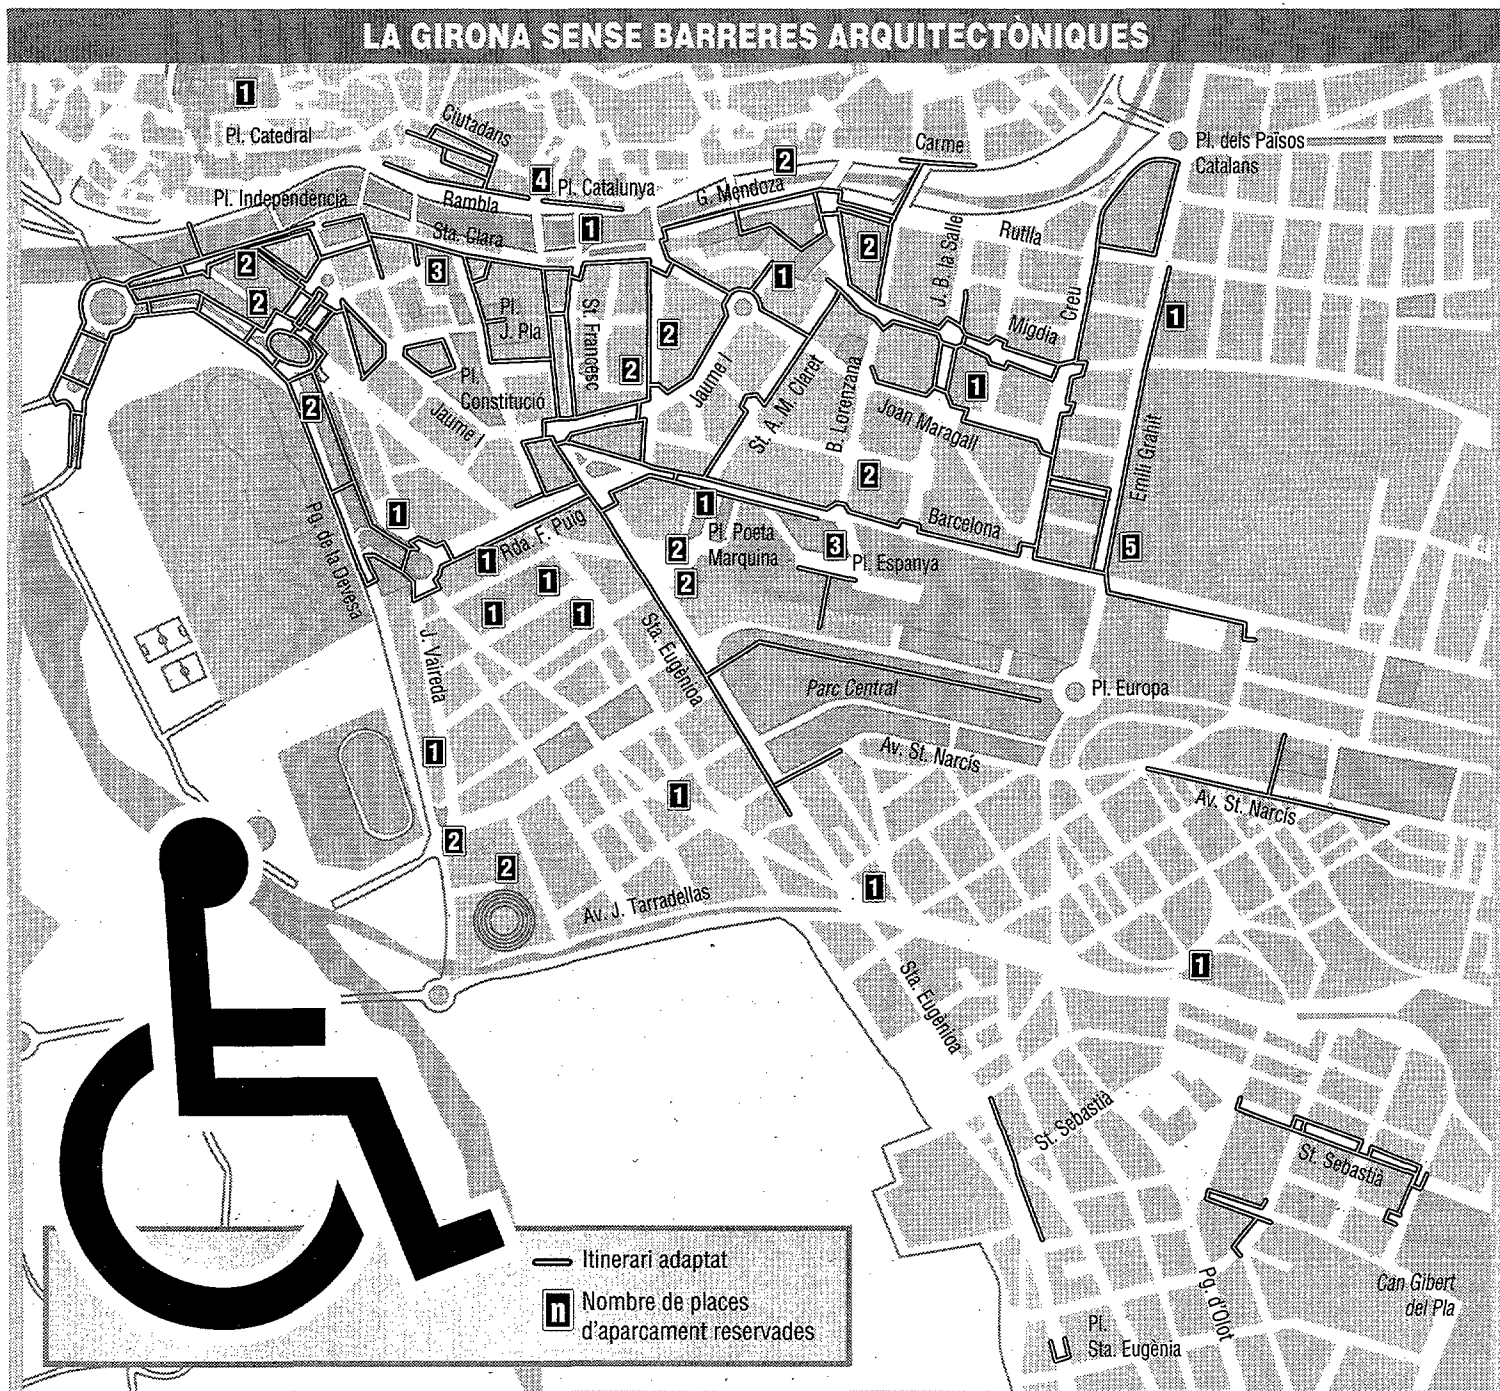 LA GIRONA SENSE BARRERES ARQUITECTÒNIQUES
1
Pl. Catedral
Ciutadans
Carme
Pl. dels Països
Catalans
2
4
Pl. Catalunya
Pl. Independència
Rambla
G. Mendoza
1
Sta. Clara
2
J. B. la Salle
Rutlla
2
3
1
2
Pl.
J. Pla
St. Francesc
2
Creu
1
Migdia
2
Jaume I
St. A. M. Claret
B. Lorenzana
1
Pl.
Constitució
2
Jaume I
Joan Maragall
Emili Grahit
2
Pg. de la Devesa
1
1
Barcelona
Rda. F. Puig
Pl. Poeta
Marquina
2
3
Pl. Espanya
5
1
1
2
1
1
J. Vaireda
Sta. Eugènioa
Parc Central
Pl. Europa
1
Av. St. Narcís
1
Av. St. Narcís
2
2
1
Av. J. Tarradellas
1
Sta. Eugènioa
St. Sebastià
St. Sebastià
Itinerari adaptat
n
Nombre de places
d'aparcament reservades
Pg. d'Olot
Can Gibert
del Pla
Pl.
Sta. Eugènia